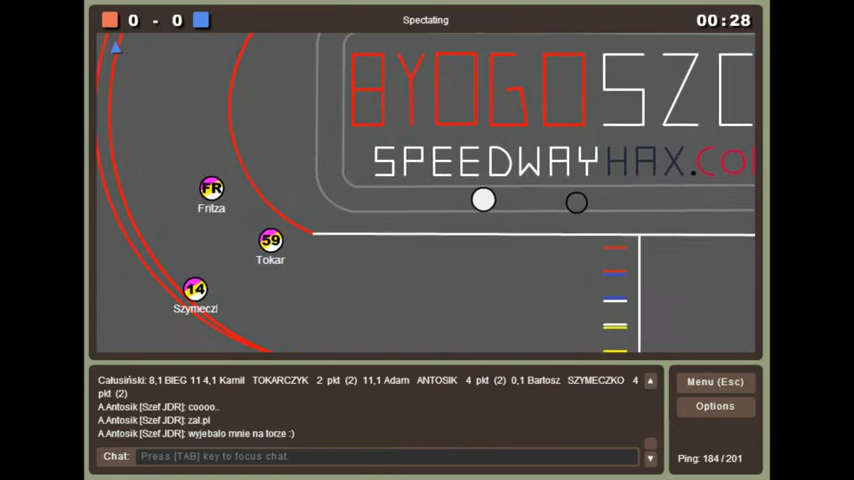 0 - 0
Spectating
00:28
BYOGOSZC
SPEEDWAYHAX.CO
FR
Fritza
59
Tokar
14
Szymeczl
Całusiński: 8,1 BIEG 11 4,1 Kamil TOKARCZYK 2 pkt (2) 11,1 Adam ANTOSIK 4 pkt (2) 0,1 Bartosz SZYMECZKO 4
pkt (2)
A.Antosik [Szef JDR]: coooo..
A.Antosik [Szef JDR]: zal.pl
A.Antosik [Szef JDR]: wyjebalo mnie na torze :)
Chat: Press [TAB] key to focus chat.
Menu (Esc)
Options
Ping: 184 / 201